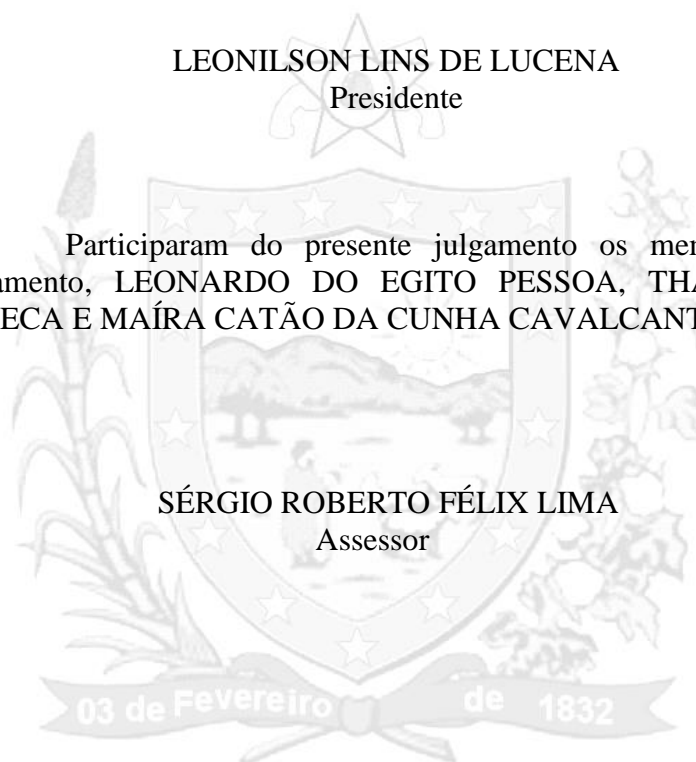 LEONILSON LINS DE LUCENA
Presidente
Participaram do presente julgamento os
LEONARDO DO EGITO PESSOA,
E MAÍRA CATÃO DA CUNHA
SÉRGIO ROBERTO FÉLIX LIMA
Assessor
03 de Fevereiro de 1832